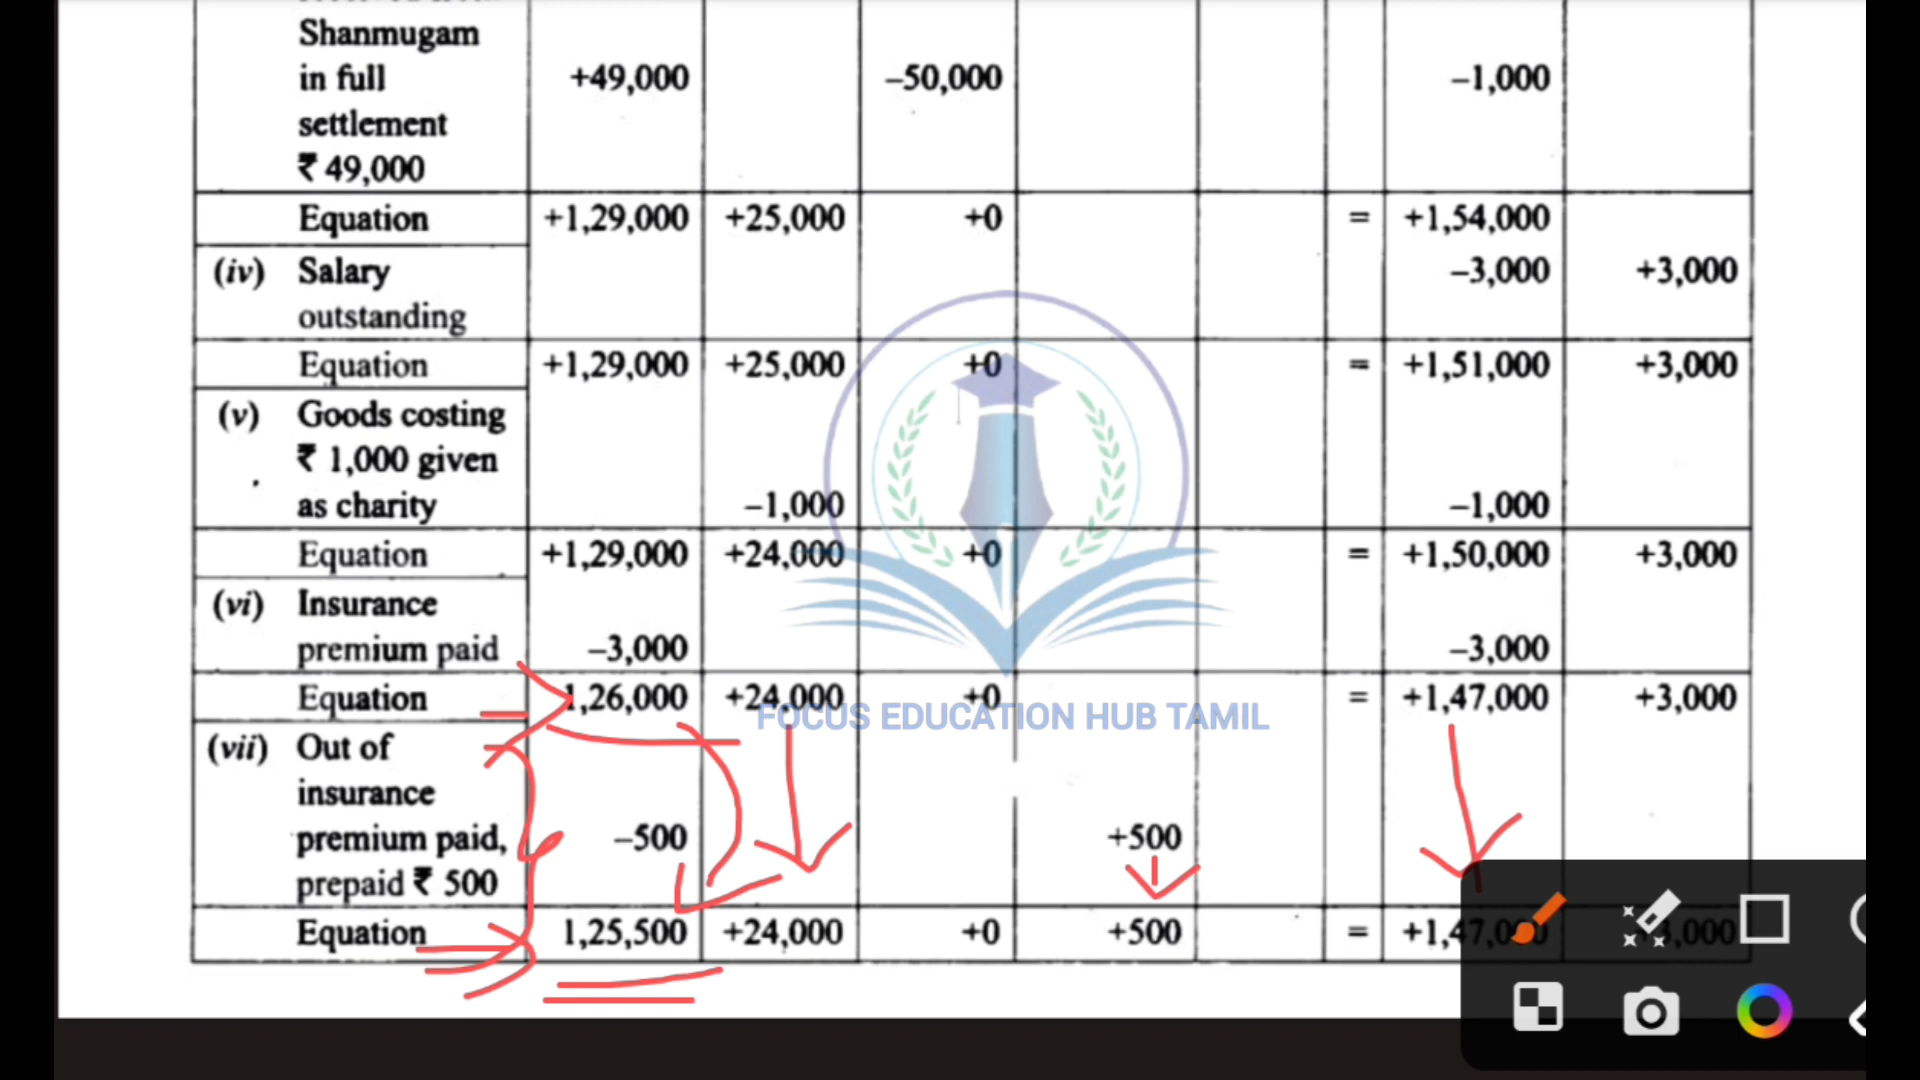 Shanmugam
in full +49,000 –50,000 –1,000
settlement
₹ 49,000
Equation +1,29,000 +25,000 +0 = +1,54,000
(iv) Salary –3,000 +3,000
outstanding
Equation +1,29,000 +25,000 +0 = +1,51,000 +3,000
(v) Goods costing
₹ 1,000 given
as charity –1,000 –1,000
Equation +1,29,000 +24,000 +0 = +1,50,000 +3,000
(vi) Insurance
premium paid –3,000 –3,000
Equation 1,26,000 +24,000 +0 = +1,47,000 +3,000
FOCUS EDUCATION HUB TAMIL
(vii) Out of
insurance
premium paid, –500 +500
prepaid ₹ 500
Equation 1,25,500 +24,000 +0 +500 = +1,47,000 3,000